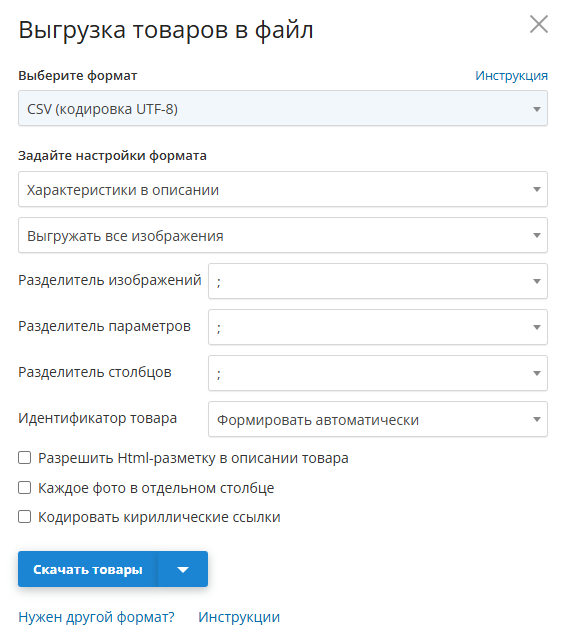 Выгрузка товаров в файл
Выберите формат Инструкция
CSV (кодировка UTF-8)
Задайте настройки формата
Характеристики в описании
Выгружать все изображения
Разделитель изображений ;
Разделитель параметров ;
Разделитель столбцов ;
Идентификатор товара Формировать автоматически
Разрешить Html-разметку в описании товара
Каждое фото в отдельном столбце
Кодировать кириллические ссылки
Скачать товары
Нужен другой формат? Инструкции